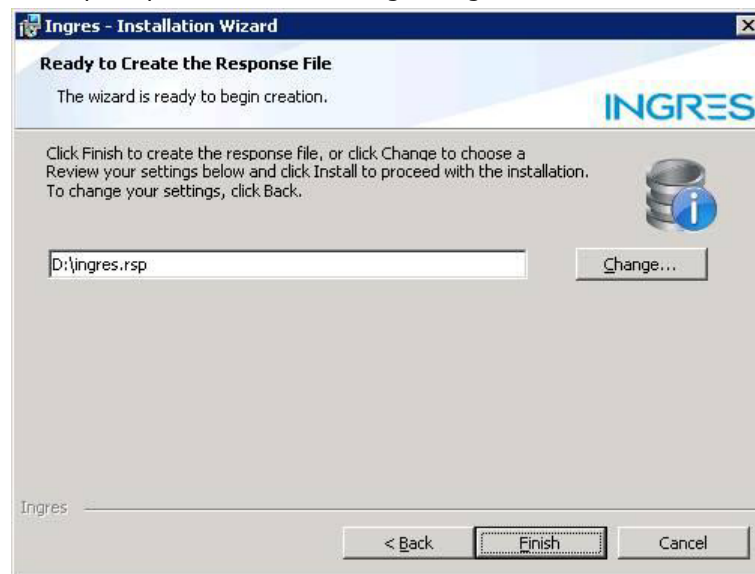 Ingres - Installation Wizard
Ready to Create the Response File
The wizard is ready to begin creation.
INGRES
Click Finish to create the response file, or click Change to choose a
Review your settings below and click Install to proceed with the installation.
To change your settings, click Back.
D:\ingres.rsp
Change...
Ingres
< Back
Finish
Cancel